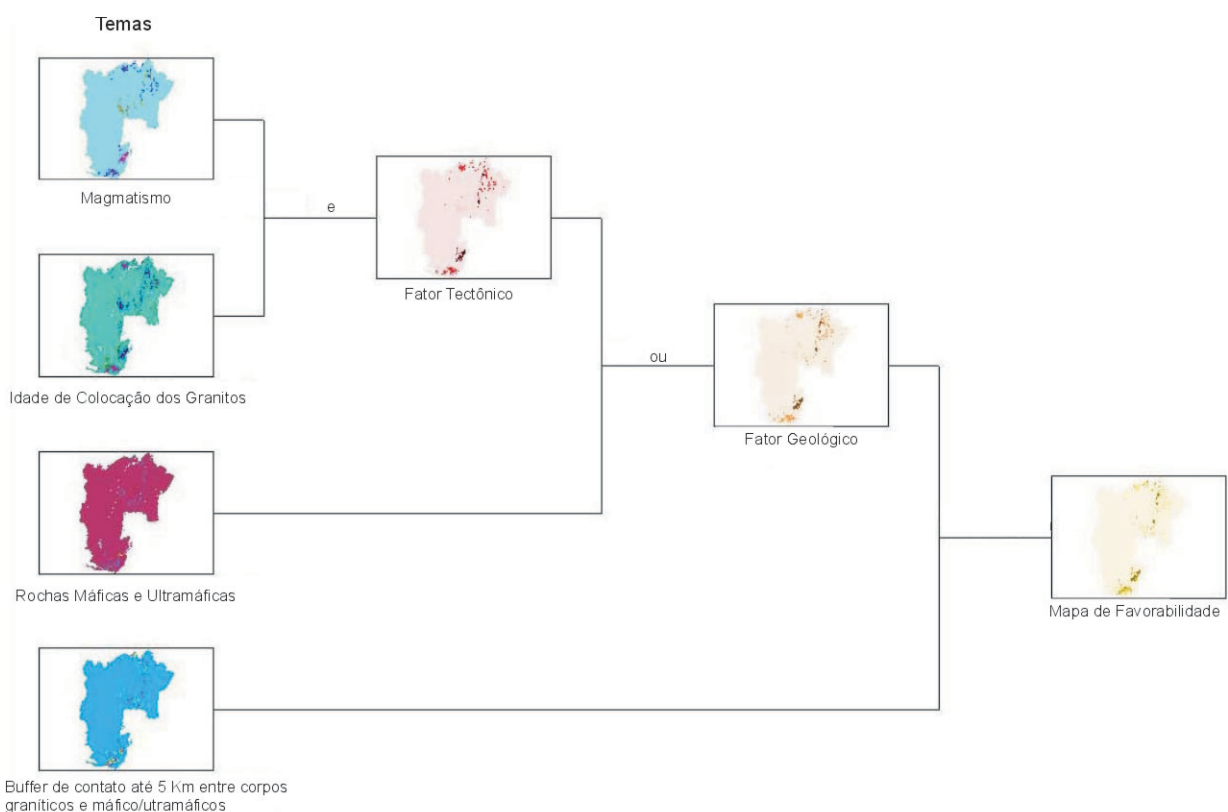 Temas
Magmatismo
e
Fator Tectônico
Idade de Colocação dos Granitos
ou
Fator Geológico
Rochas Máficas e Ultramáficas
Mapa de Favorabilidade
Buffer de contato até 5 Km entre corpos
graníticos e máfico/utramáficos